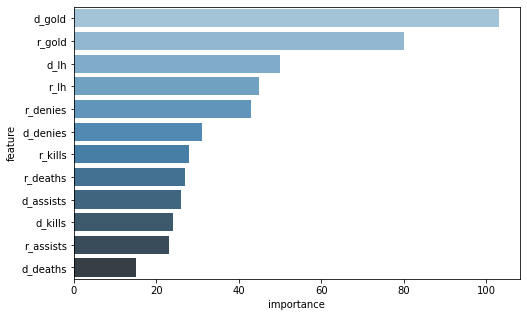 d_gold
r_gold
d_lh
r_lh
r_denies
d_denies
r_kills
r_deaths
d_assists
d_kills
r_assists
d_deaths
feature
0 20 40 60 80 100
importance